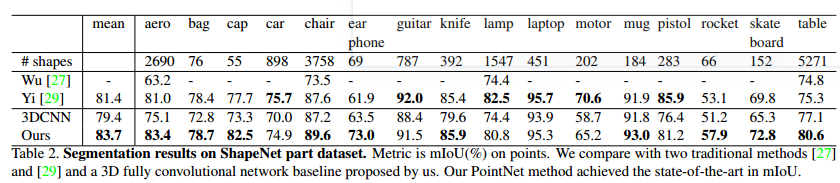 mean aero bag cap car chair ear guitar knife lamp laptop motor mug pistol rocket skate table
phone board
# shapes 2690 76 55 898 3758 69 787 392 1547 451 202 184 283 66 152 5271
Wu [27] - 63.2 - - - 73.5 - - - 74.4 - - - - - - 74.8
Yi [29] 81.4 81.0 78.4 77.7 75.7 87.6 61.9 92.0 85.4 82.5 95.7 70.6 91.9 85.9 53.1 69.8 75.3
3DCNN 79.4 75.1 72.8 73.3 70.0 87.2 63.5 88.4 79.6 74.4 93.9 58.7 91.8 76.4 51.2 65.3 77.1
Ours 83.7 83.4 78.7 82.5 74.9 89.6 73.0 91.5 85.9 80.8 95.3 65.2 93.0 81.2 57.9 72.8 80.6
Table 2. Segmentation results on ShapeNet part dataset. Metric is mIoU(%) on points. We compare with two traditional methods [27]
and [29] and a 3D fully convolutional network baseline proposed by us. Our PointNet method achieved the state-of-the-art in mIoU.